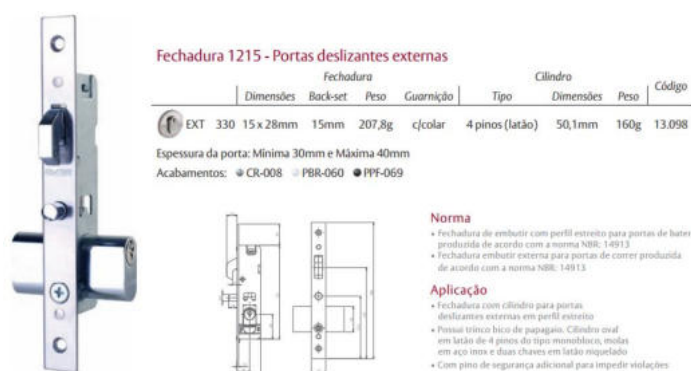 Fechadura 1215 - Portas deslizantes externas
Fechadura Cilindro
Dimensões Back-set Peso Guarnição Tipo Dimensões Peso Código
EXT 330 15 x 28mm 15mm 207,8g c/colar 4 pinos (latão) 50,1mm 160g 13.098
Espessura da porta: Mínima 30mm e Máxima 40mm
Acabamentos: CR-008 PBR-060 PPF-069
Norma
• Fechadura de embutir com perfil estreito para portas de bater
produzida de acordo com a norma NBR: 14913
• Fechadura embutir externa para portas de correr produzida
de acordo com a norma NBR: 14913
Aplicação
• Fechadura com cilindro para portas
deslizantes externas em perfil estreito
• Possui trinco bico de papagaio. Cilindro oval
em latão de 4 pinos do tipo monobloco, molas
em aço inox e duas chaves em latão niquelado
• Com pino de segurança adicional para impedir violações